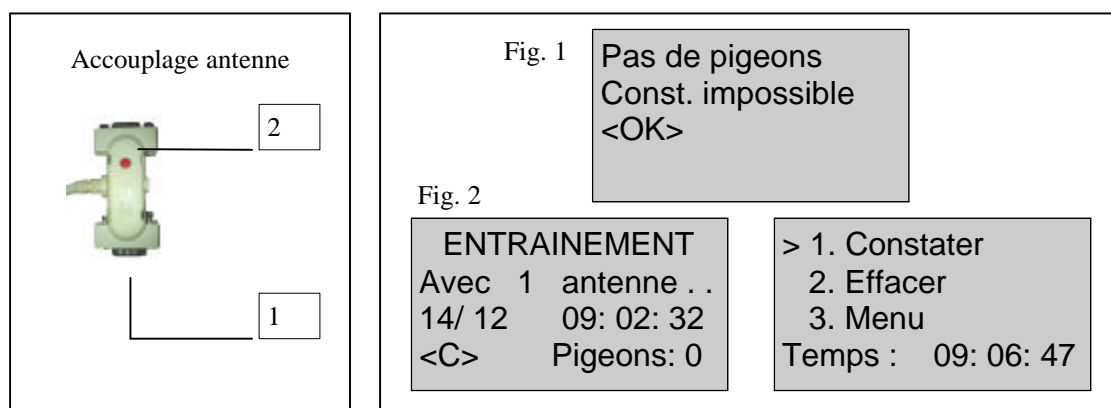 Accouplage antenne
2
1
Fig. 1
Pas de pigeons
Const. impossible
<OK>
Fig. 2
ENTRAINEMENT
Avec 1 antenne . .
14/ 12 09: 02: 32
<C> Pigeons: 0
> 1. Constater
2. Effacer
3. Menu
Temps : 09: 06: 47